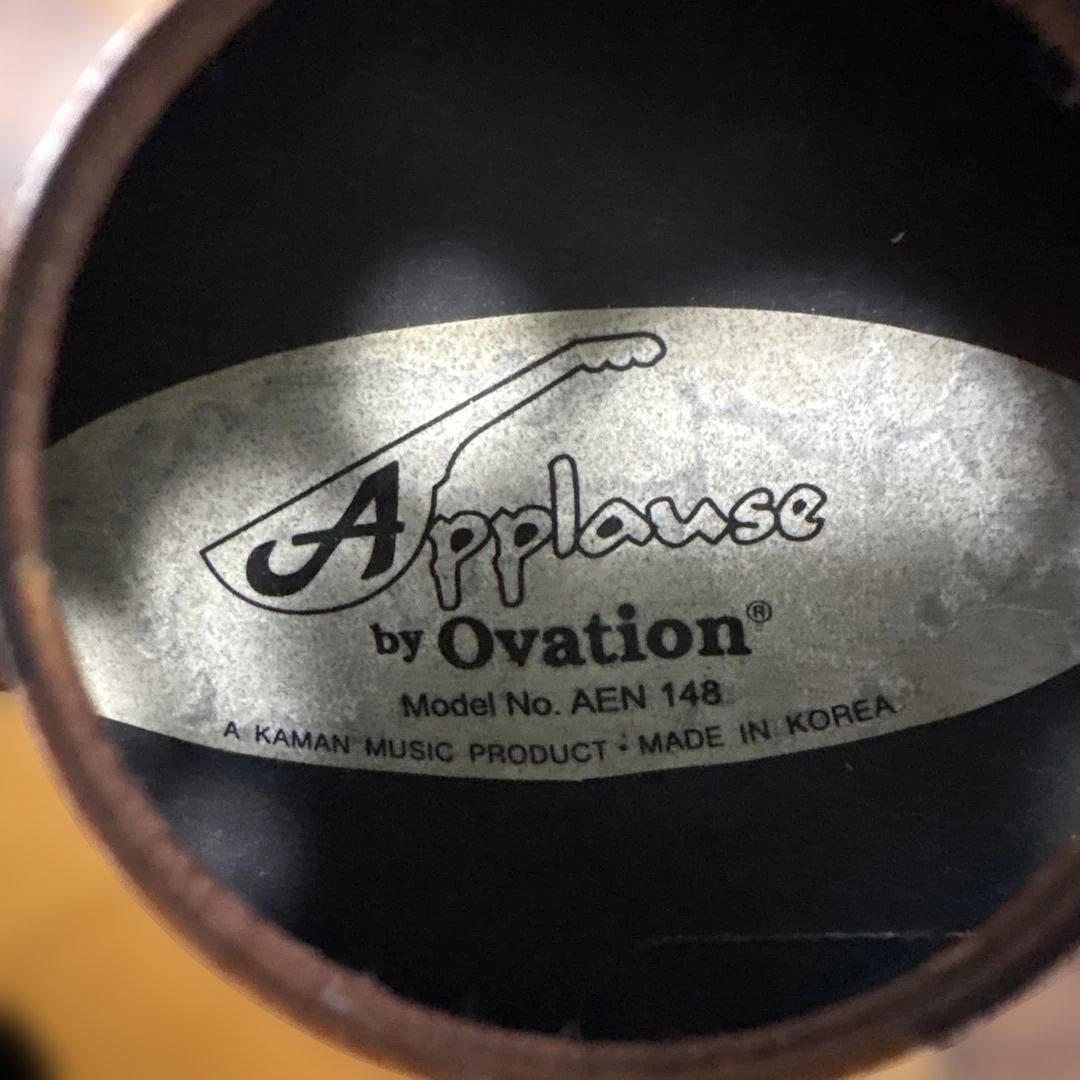 Applause
by Ovation®
Model No. AEN 148
A KAMAN MUSIC PRODUCT • MADE IN KOREA